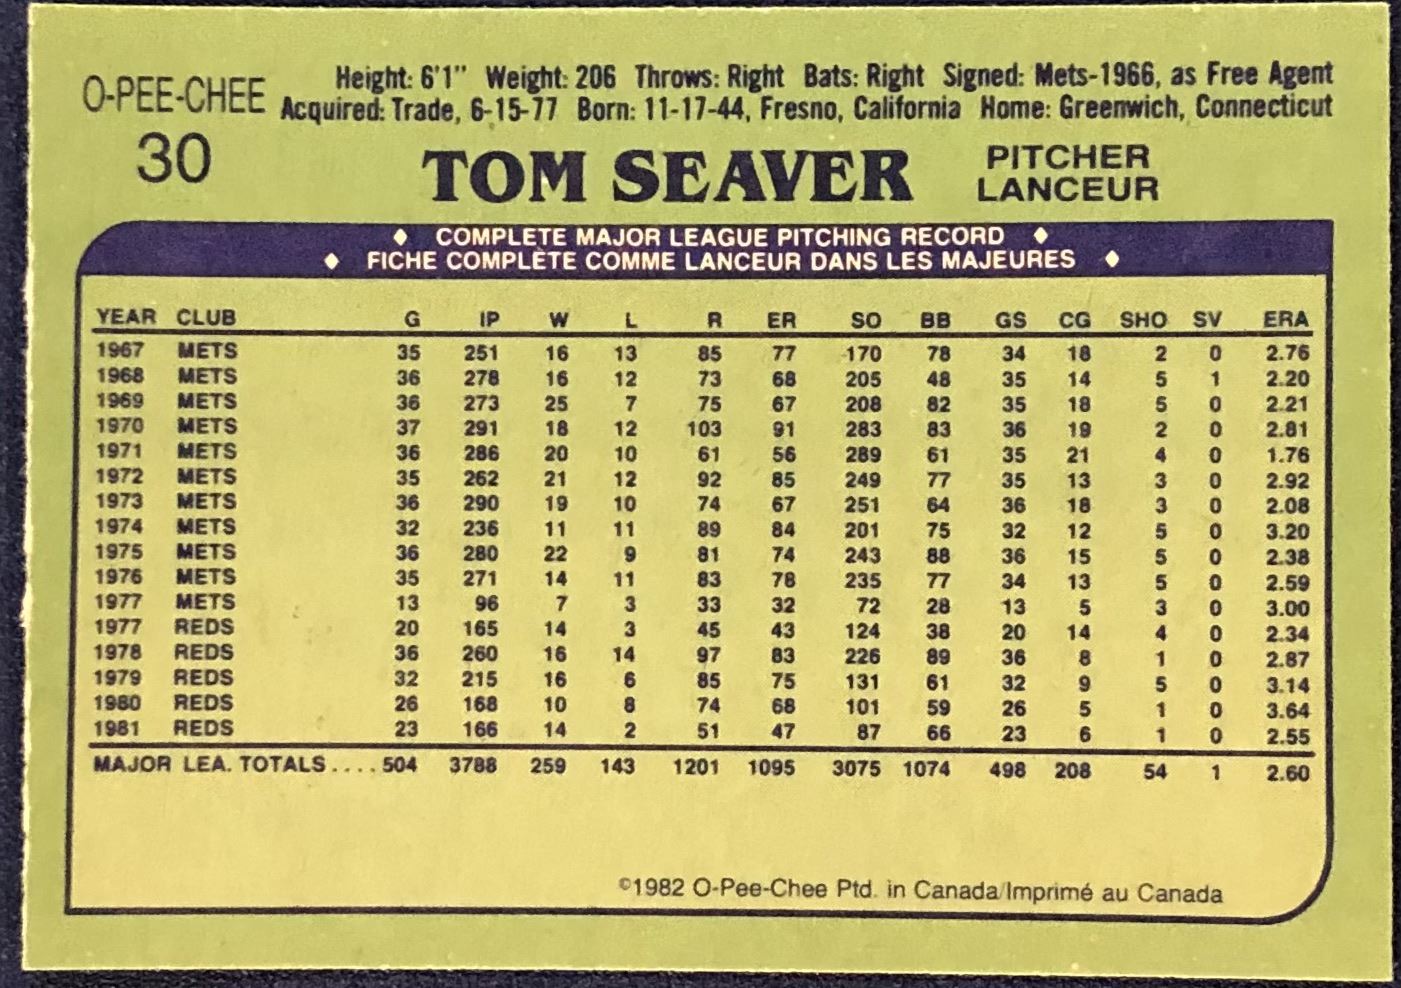 O-PEE-CHEE
30
Height: 6'1" Weight: 206 Throws: Right Bats: Right Signed: Mets-1966, as Free Agent
Acquired: Trade, 6-15-77 Born: 11-17-44, Fresno, California Home: Greenwich, Connecticut
TOM SEAVER
PITCHER
LANCEUR
♦ COMPLETE MAJOR LEAGUE PITCHING RECORD ♦
♦ FICHE COMPLÈTE COMME LANCEUR DANS LES MAJEURES ♦
YEAR CLUB G IP W L R ER SO BB GS CG SHO SV ERA
1967 METS 35 251 16 13 85 77 170 78 34 18 2 0 2.76
1968 METS 36 278 16 12 73 68 205 48 35 14 5 1 2.20
1969 METS 36 273 25 7 75 67 208 82 35 18 5 0 2.21
1970 METS 37 291 18 12 103 91 283 83 36 19 2 0 2.81
1971 METS 36 286 20 10 61 56 289 61 35 21 4 0 1.76
1972 METS 35 262 21 12 92 85 249 77 35 13 3 0 2.92
1973 METS 36 290 19 10 74 67 251 64 36 18 3 0 2.08
1974 METS 32 236 11 11 89 84 201 75 32 12 5 0 3.20
1975 METS 36 280 22 9 81 74 243 88 36 15 5 0 2.38
1976 METS 35 271 14 11 83 78 235 77 34 13 5 0 2.59
1977 METS 13 96 7 3 33 32 72 28 13 5 3 0 3.00
1977 REDS 20 165 14 3 45 43 124 38 20 14 4 0 2.34
1978 REDS 36 260 16 14 97 83 226 89 36 8 1 0 2.87
1979 REDS 32 215 16 6 85 75 131 61 32 9 5 0 3.14
1980 REDS 26 168 10 8 74 68 101 59 26 5 1 0 3.64
1981 REDS 23 166 14 2 51 47 87 66 23 6 1 0 2.55
MAJOR LEA. TOTALS .... 504 3788 259 143 1201 1095 3075 1074 498 208 54 1 2.60
©1982 O-Pee-Chee Ptd. in Canada/Imprimé au Canada